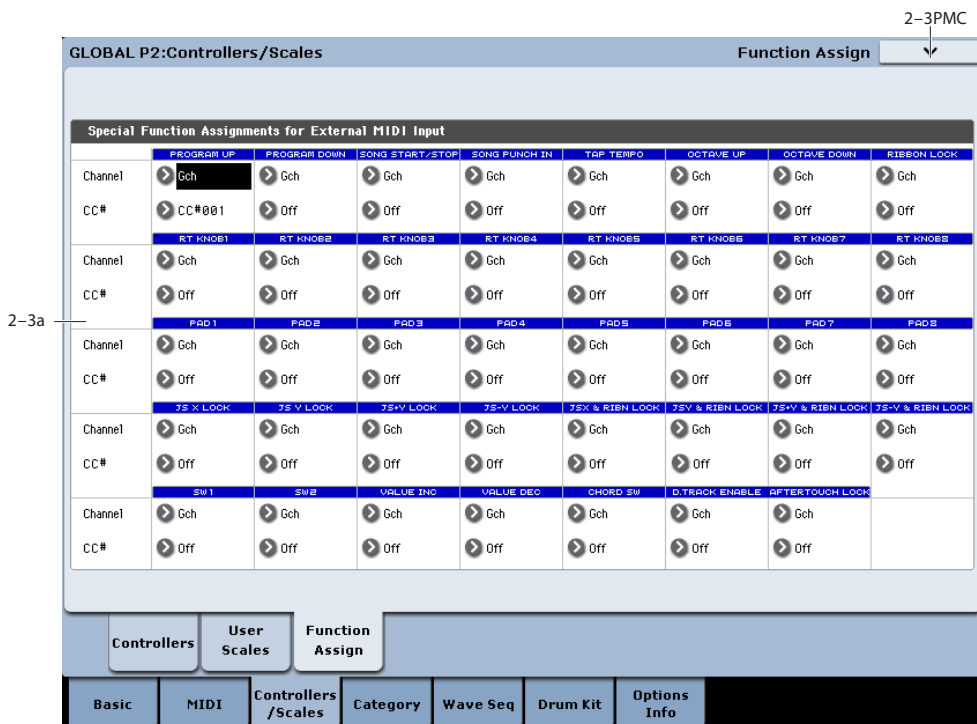 2–3PMC
GLOBAL P2:Controllers/Scales Function Assign
Special Function Assignments for External MIDI Input
PROGRAM UP PROGRAM DOWN SONG START/STOP SONG PUNCH IN TAP TEMPO OCTAVE UP OCTAVE DOWN RIBBON LOCK
Channel Gch Gch Gch Gch Gch Gch Gch Gch
CC# CC#001 Off Off Off Off Off Off Off
RT KNOB1 RT KNOB2 RT KNOB3 RT KNOB4 RT KNOB5 RT KNOB6 RT KNOB7 RT KNOB8
Channel Gch Gch Gch Gch Gch Gch Gch Gch
CC# Off Off Off Off Off Off Off Off
2–3a
PAD1 PAD2 PAD3 PAD4 PAD5 PAD6 PAD7 PAD8
Channel Gch Gch Gch Gch Gch Gch Gch Gch
CC# Off Off Off Off Off Off Off Off
JS X LOCK JS Y LOCK JS+Y LOCK JS-Y LOCK JSX & RIBN LOCK JSY & RIBN LOCK JS+Y & RIBN LOCK JS-Y & RIBN LOCK
Channel Gch Gch Gch Gch Gch Gch Gch Gch
CC# Off Off Off Off Off Off Off Off
SW1 SW2 VALUE INC VALUE DEC CHORD SW D.TRACK ENABLE AFTERTOUCH LOCK
Channel Gch Gch Gch Gch Gch Gch Gch
CC# Off Off Off Off Off Off Off
Controllers User Scales Function Assign
Basic MIDI Controllers /Scales Category Wave Seq Drum Kit Options Info